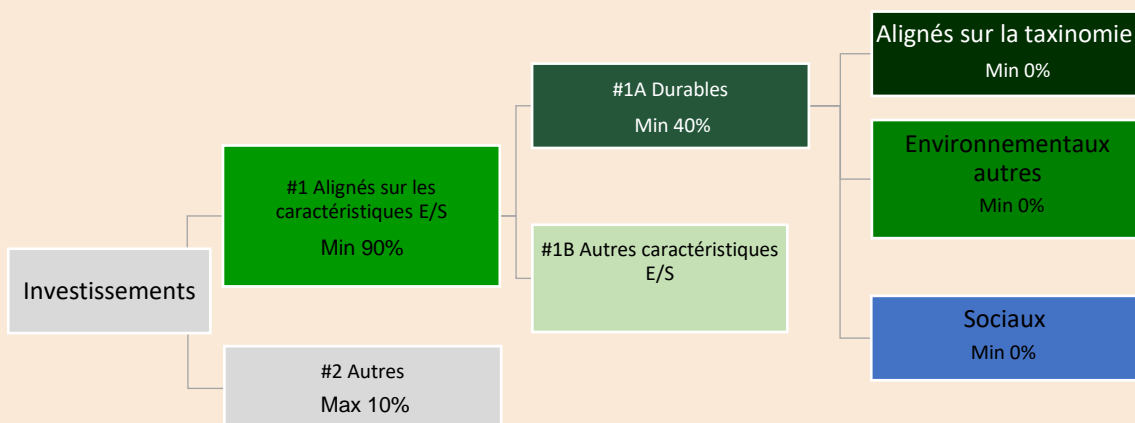 Investissements
#1 Alignés sur les
caractéristiques E/S
Min 90%
#2 Autres
Max 10%
#1A Durables
Min 40%
#1B Autres caractéristiques
E/S
Alignés sur la taxinomie
Min 0%
Environnementaux
autres
Min 0%
Sociaux
Min 0%